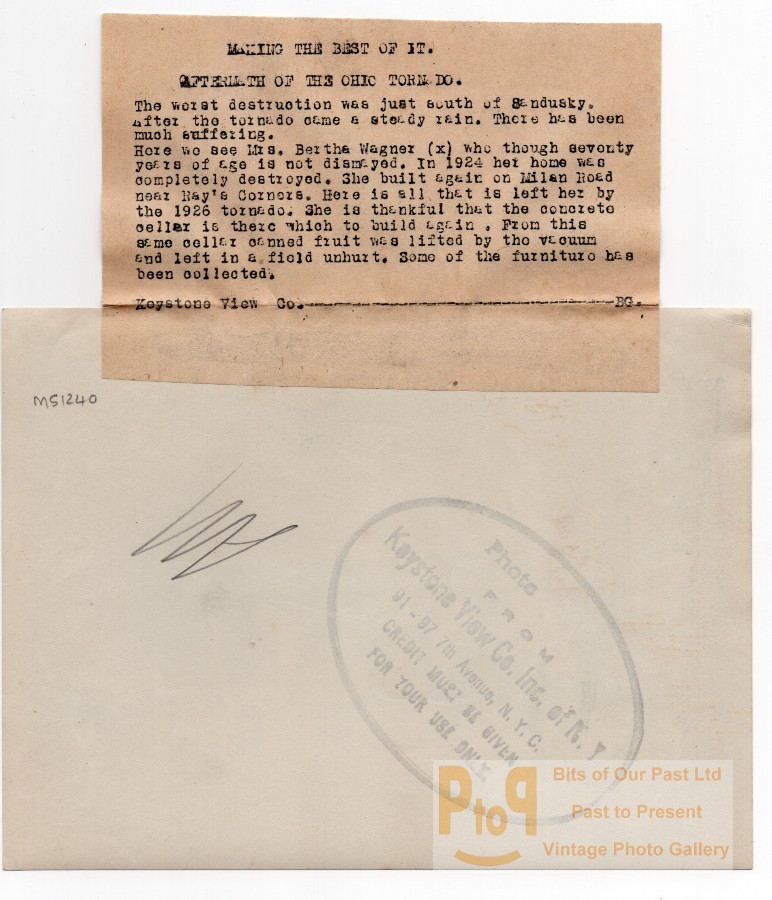 MAKING THE BEST OF IT.
AFTERMATH OF THE OHIO TORNADO.
The worst destruction was just south of Sandusky.
After the tornado came a steady rain. There has been
much suffering.
Here we see Mrs. Bertha Wagner (x) who though seventy
years of age is not dismayed. In 1924 her home was
completely destroyed. She built again on Milan Road
near Ray's Corners. Here is all that is left her by
the 1926 tornado. She is thankful that the concrete
cellar is there which to build again . From this
same cellar canned fruit was lifted by the vacuum
and left in a field unhurt. Some of the furniture has
been collected.
Keystone View Co.------------------------------------BG.
MS1240
Photo
FROM
Keystone View Co. Inc. of N. Y
91-97 7th Avenue, N. Y. C.
CREDIT MUST BE GIVEN
FOR YOUR USE ONLY.
PtoP
Bits of Our Past Ltd
Past to Present
Vintage Photo Gallery